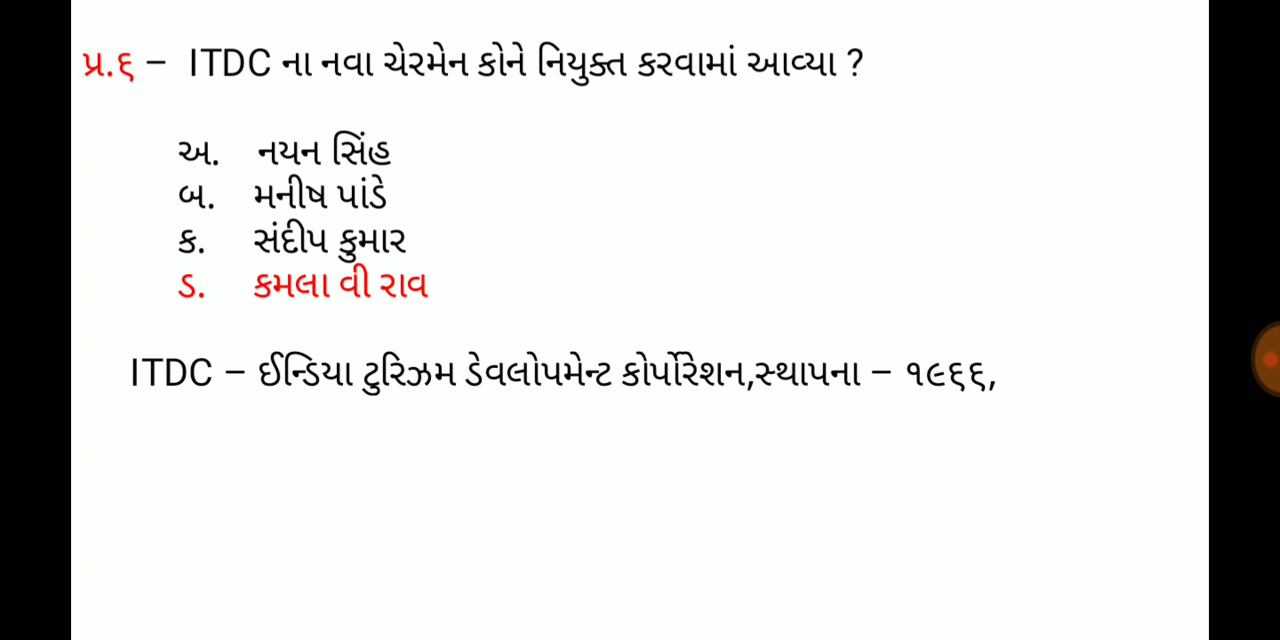 પ્ર.૬ – ITDC ના નવા ચેરમેન કોને નિયુક્ત કરવામાં આવ્યા ?
અ. નયન સિંહ
બ. મનીષ પાંડે
ક. સંદીપ કુમાર
ડ. કમલા વી રાવ
ITDC – ઈન્ડિયા ટુરિઝમ ડેવલોપમેન્ટ કોર્પોરેશન,સ્થાપના – ૧૯૬૬,